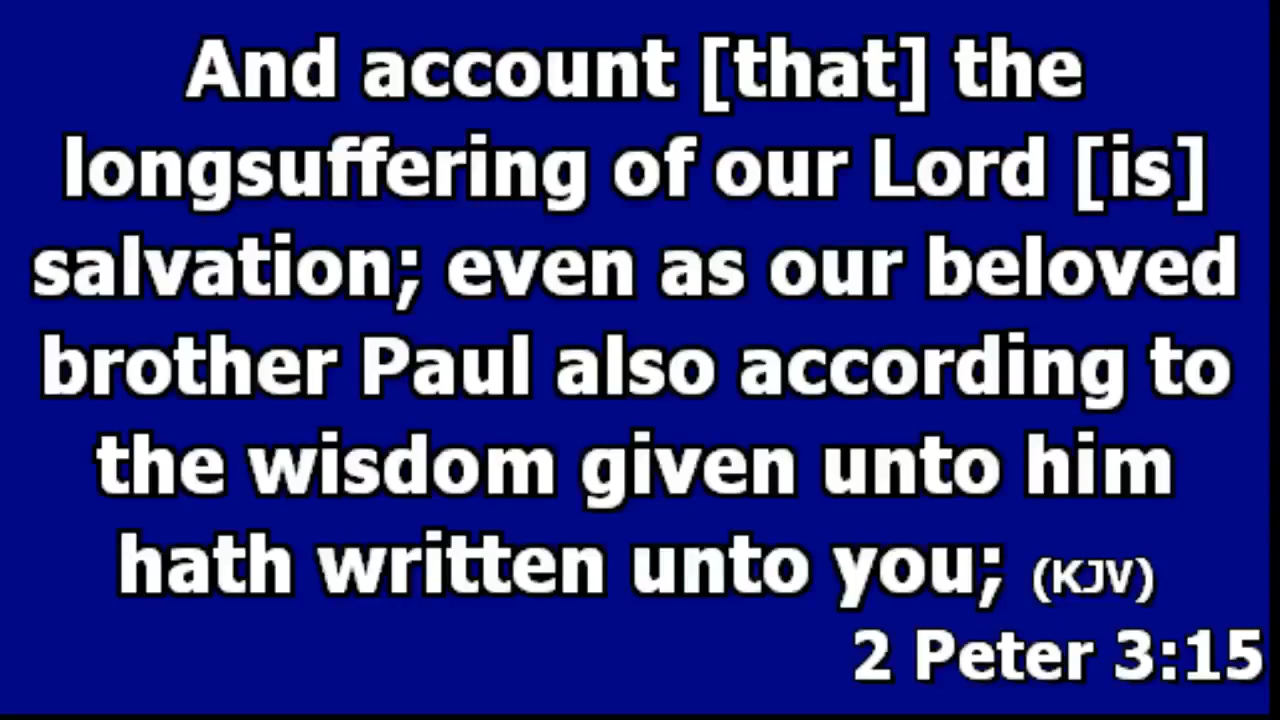 And account [that] the
longsuffering of our Lord [is]
salvation; even as our beloved
brother Paul also according to
the wisdom given unto him
hath written unto you; (KJV)
2 Peter 3:15